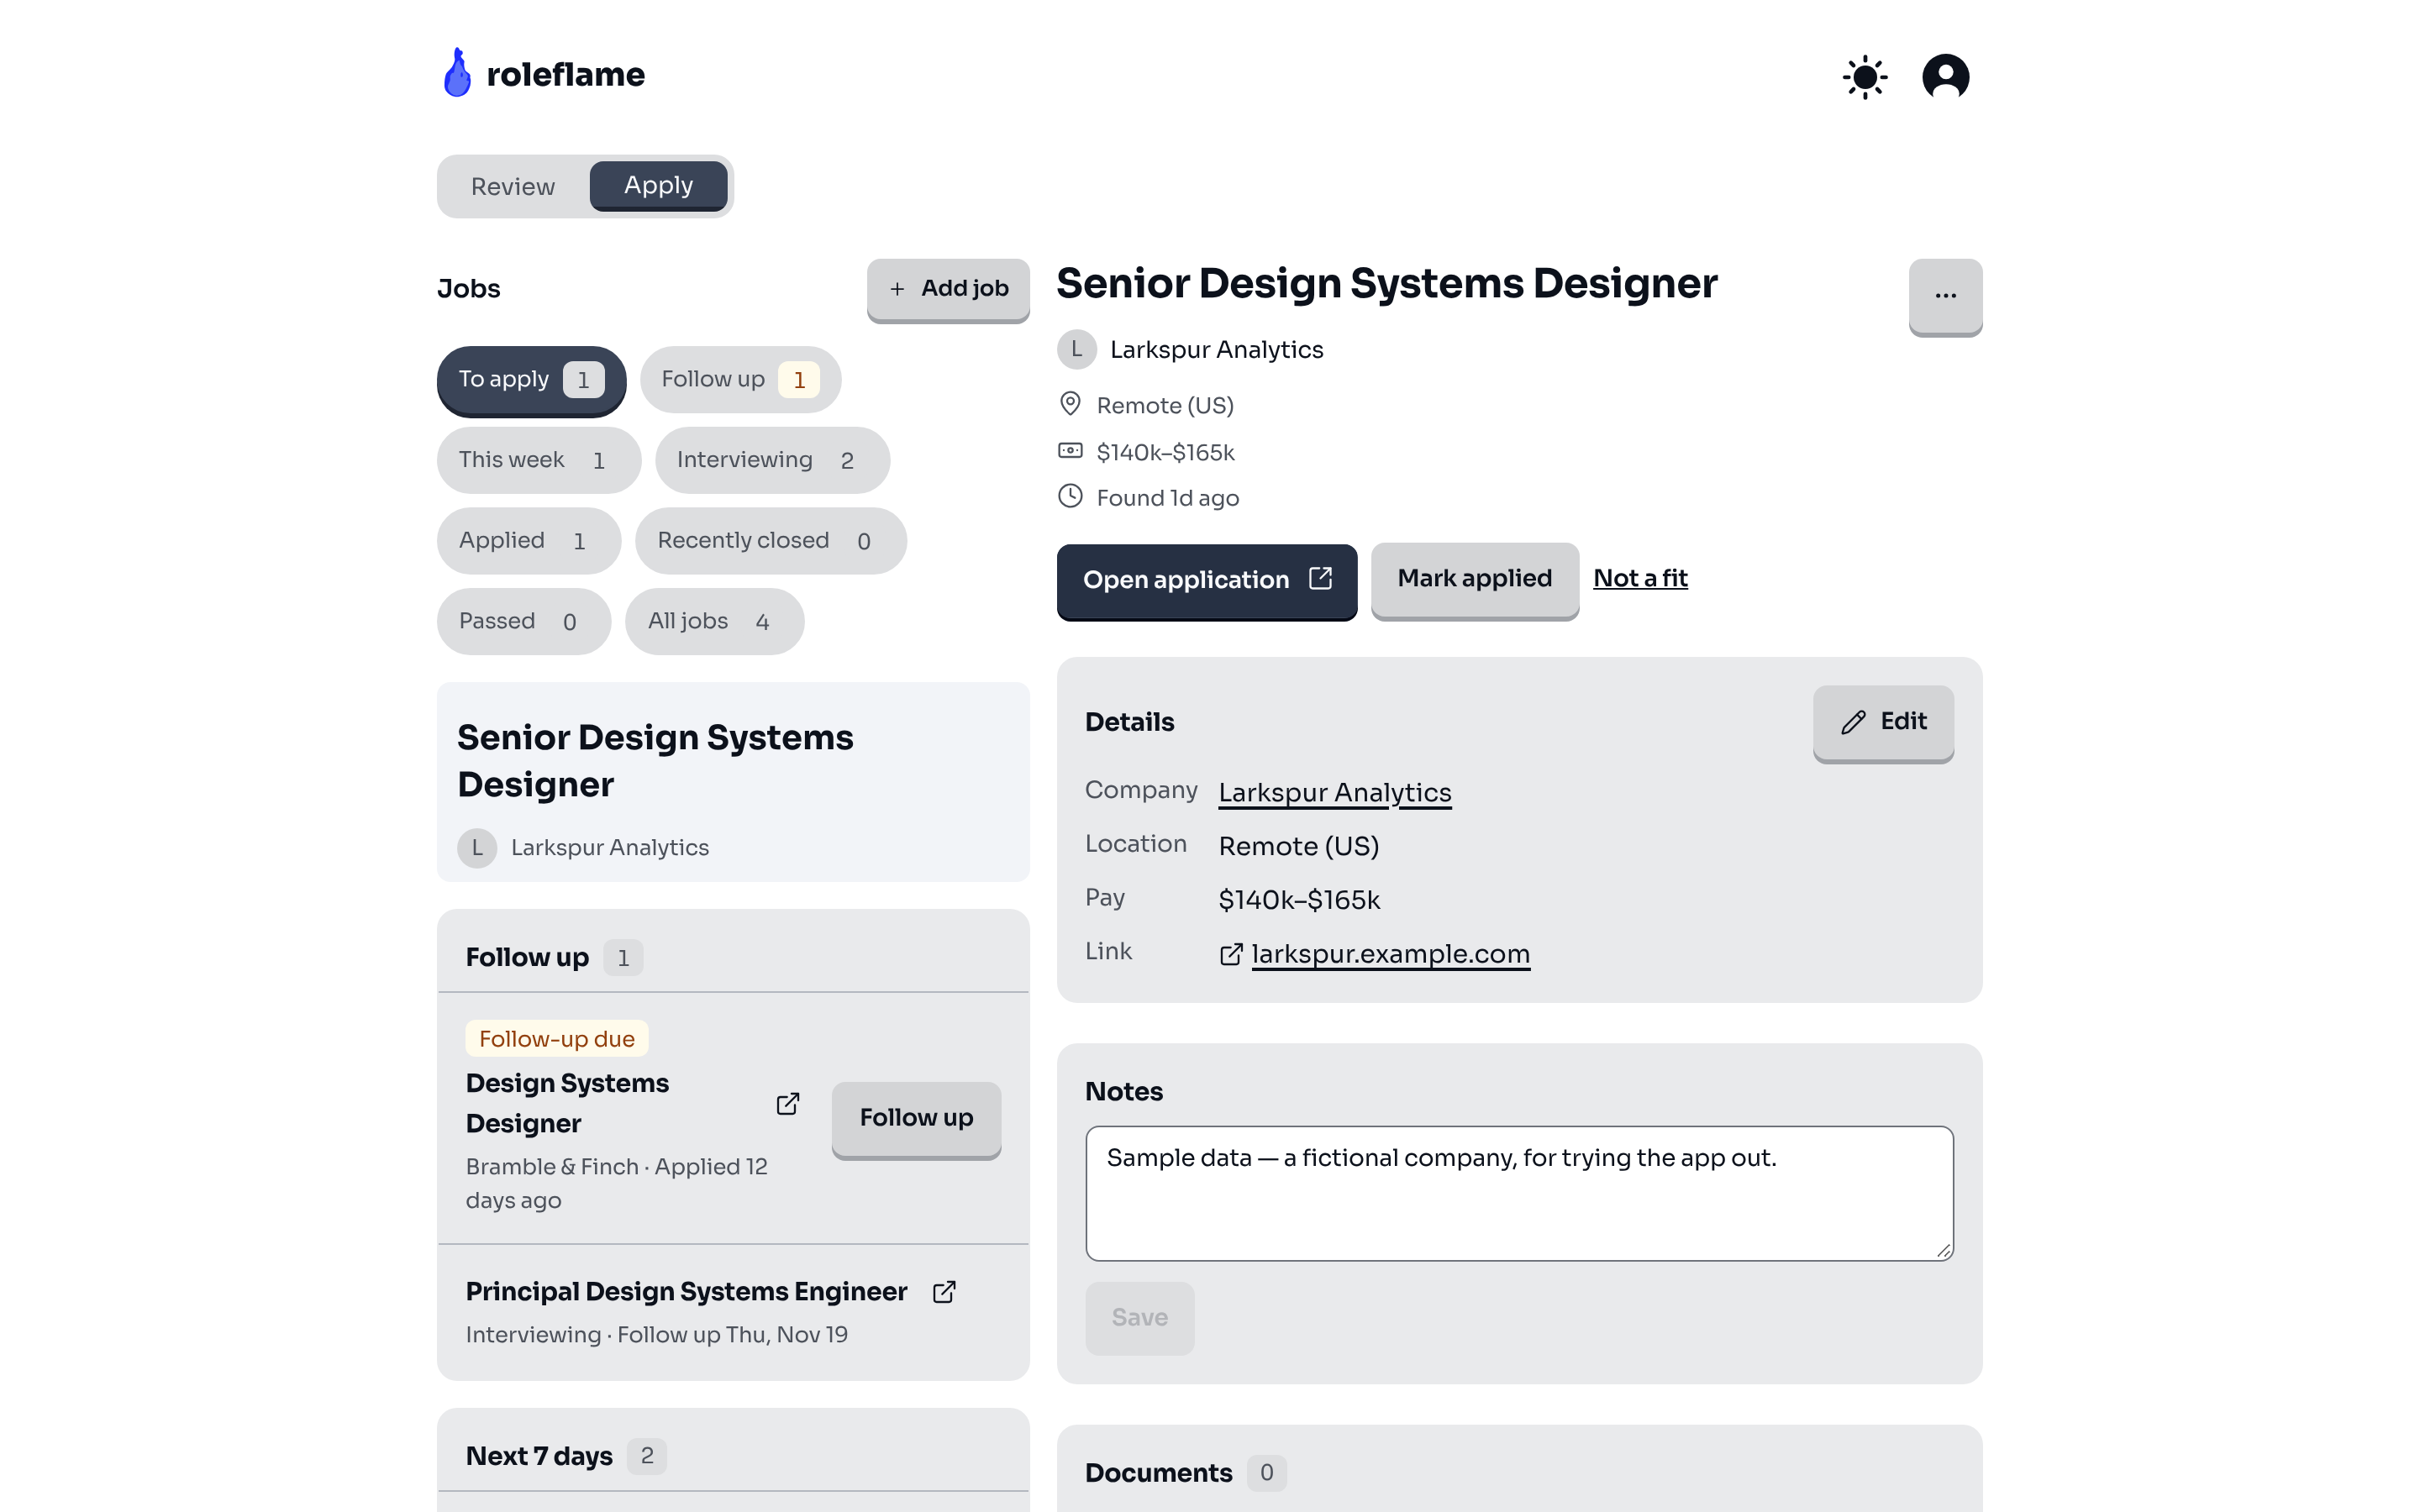 roleflame
Review
Apply
Jobs
+ Add job
To apply 1
Follow up 1
This week 1
Interviewing 2
Applied 1
Recently closed 0
Passed 0
All jobs 4
Senior Design Systems
Designer
L Larkspur Analytics
Follow up 1
Follow-up due
Design Systems
Designer
Follow up
Bramble & Finch · Applied 12
days ago
Principal Design Systems Engineer
Interviewing · Follow up Thu, Nov 19
Next 7 days 2
Senior Design Systems Designer
...
L Larkspur Analytics
Remote (US)
$140k–$165k
Found 1d ago
Open application
Mark applied
Not a fit
Details
Edit
Company Larkspur Analytics
Location Remote (US)
Pay $140k–$165k
Link larkspur.example.com
Notes
Sample data — a fictional company, for trying the app out.
Save
Documents 0